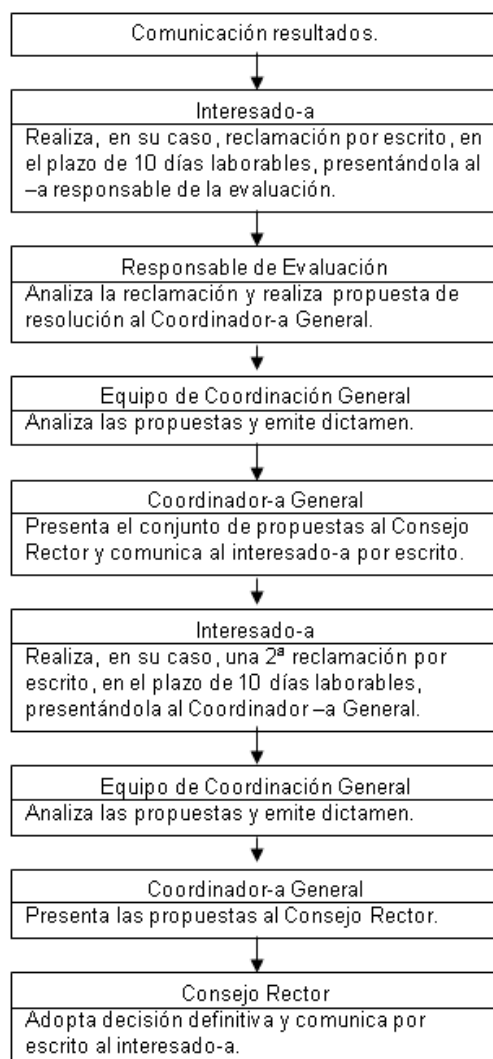 Comunicación resultados.
Interesado-a
Realiza, en su caso, reclamación por escrito, en
el plazo de 10 días laborables, presentándola al
–a responsable de la evaluación.
Responsable de Evaluación
Analiza la reclamación y realiza propuesta de
resolución al Coordinador-a General.
Equipo de Coordinación General
Analiza las propuestas y emite dictamen.
Coordinador-a General
Presenta el conjunto de propuestas al Consejo
Rector y comunica al interesado-a por escrito.
Interesado-a
Realiza, en su caso, una 2ª reclamación por
escrito, en el plazo de 10 días laborables,
presentándola al Coordinador –a General.
Equipo de Coordinación General
Analiza las propuestas y emite dictamen.
Coordinador-a General
Presenta las propuestas al Consejo Rector.
Consejo Rector
Adopta decisión definitiva y comunica por
escrito al interesado-a.